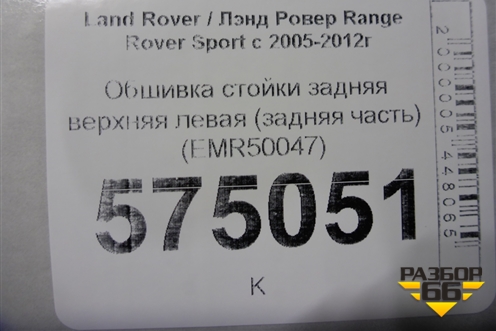 Land Rover / Лэнд Ровер Range
Rover Sport с 2005-2012г
Обшивка стойки задняя
верхняя левая (задняя часть)
(EMR50047)
575051
К
2000005448065
РАЗБОР
66